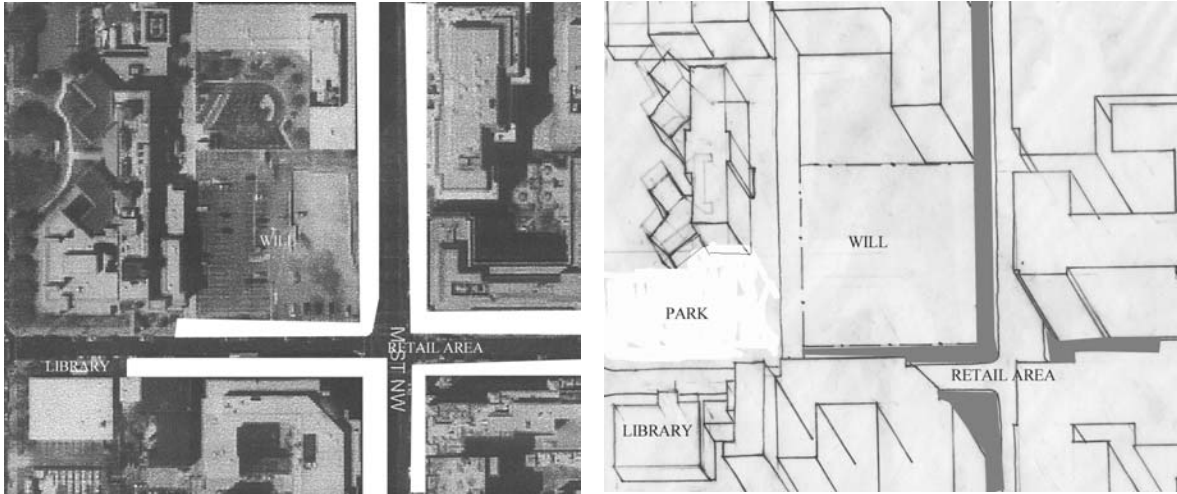 WILL
LIBRARY
RETAIL AREA
M ST NW
WILL
PARK
RETAIL AREA
LIBRARY